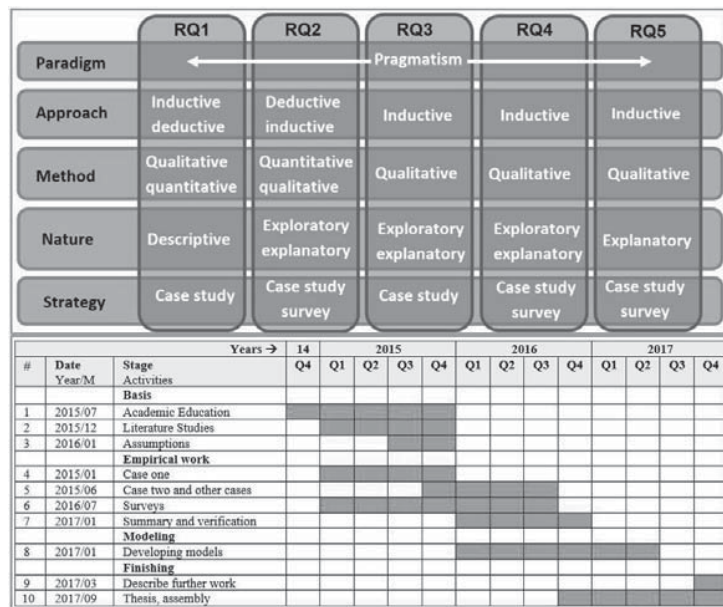 RQ1 RQ2 RQ3 RQ4 RQ5
Paradigm Pragmatism
Approach Inductive deductive Deductive inductive Inductive Inductive Inductive
Method Qualitative quantitative Quantitative qualitative Qualitative Qualitative Qualitative
Nature Descriptive Exploratory explanatory Exploratory explanatory Exploratory explanatory Explanatory
Strategy Case study Case study survey Case study Case study survey Case study survey
Years → 14 2015 2016 2017
# Date Stage Q4 Q1 Q2 Q3 Q4 Q1 Q2 Q3 Q4 Q1 Q2 Q3 Q4
Year/M Activities
Basis
1 2015/07 Academic Education
2 2015/12 Literature Studies
3 2016/01 Assumptions
Empirical work
4 2015/01 Case one
5 2015/06 Case two and other cases
6 2016/07 Surveys
7 2017/01 Summary and verification
Modeling
8 2017/01 Developing models
Finishing
9 2017/03 Describe further work
10 2017/09 Thesis, assembly